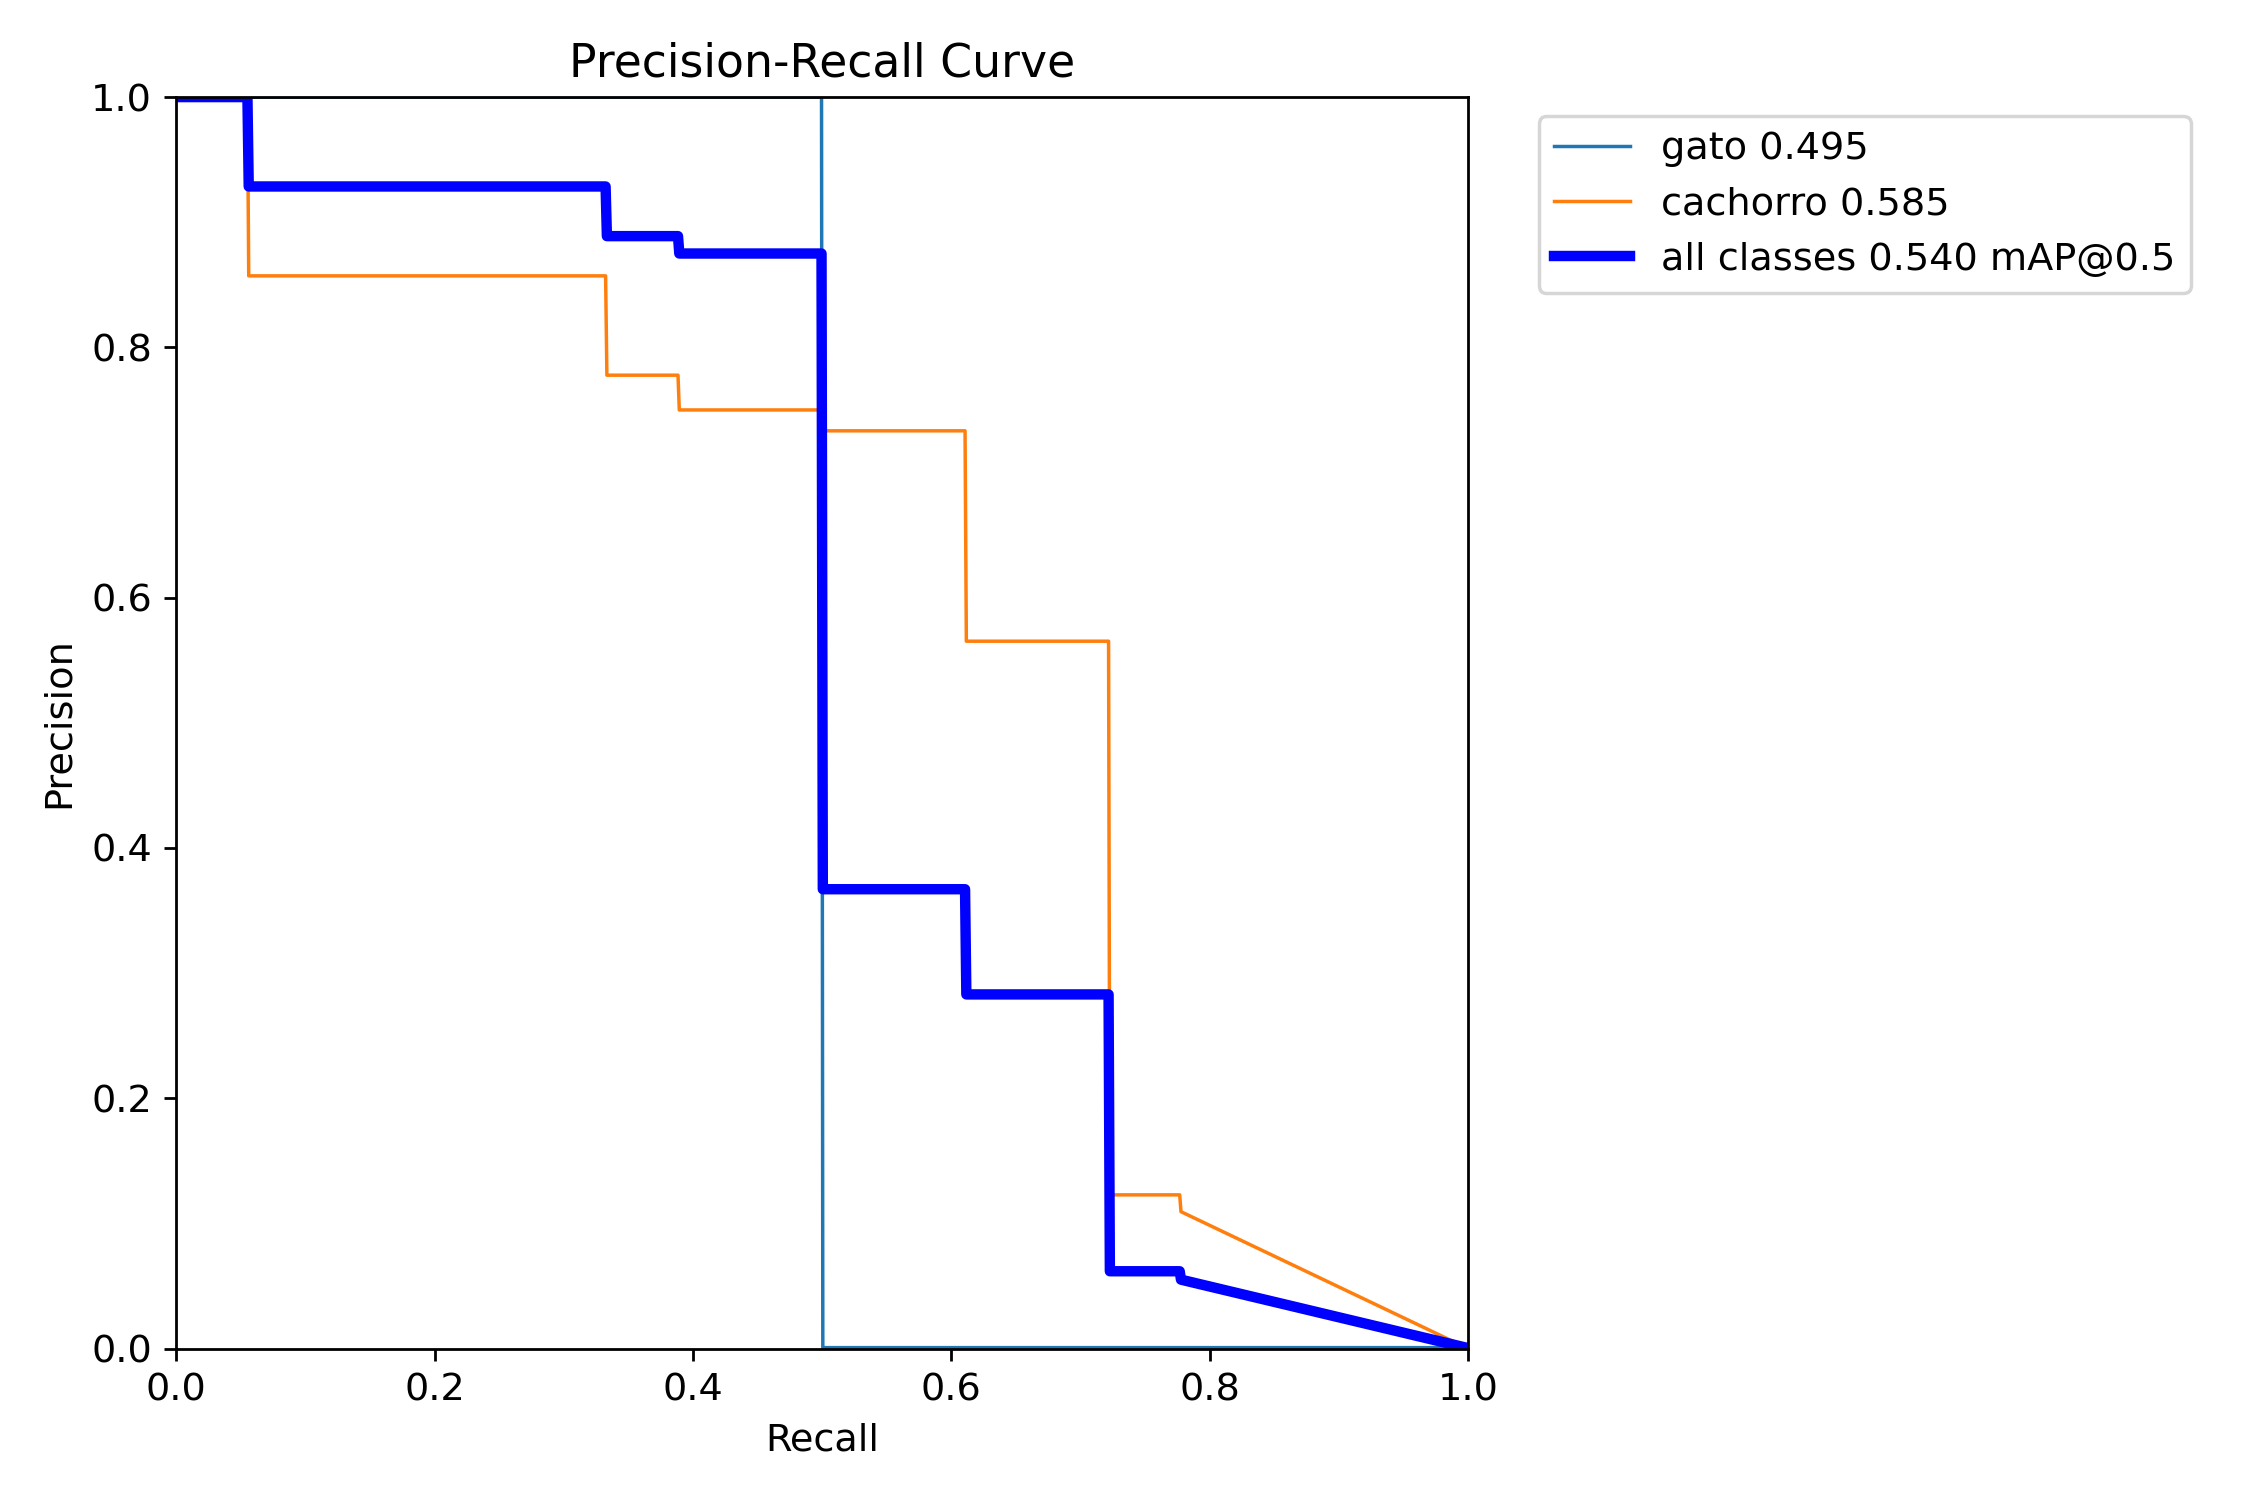 Precision-Recall Curve
1.0
0.8
0.6
0.4
0.2
0.0
Precision
0.0 0.2 0.4 0.6 0.8 1.0
Recall
gato 0.495
cachorro 0.585
all classes 0.540 mAP@0.5